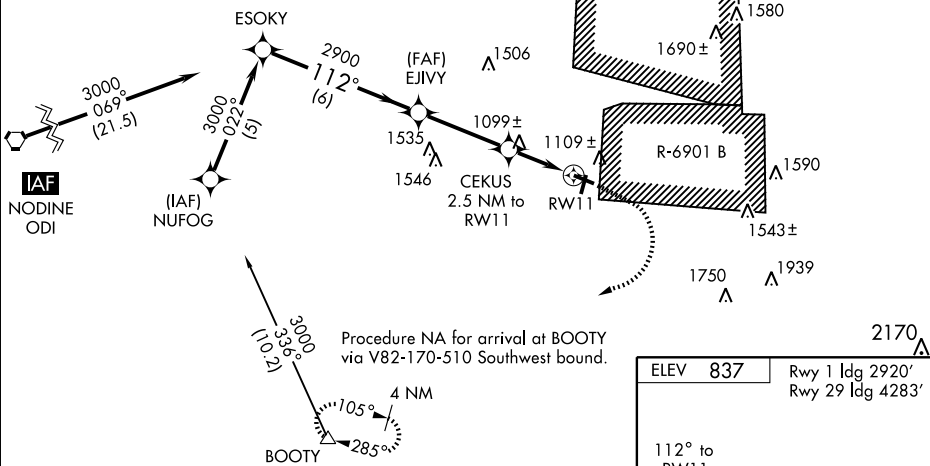 ESOKY
1580
1690±
2900
112°
(6)
(FAF)
EJIVY
1506
3000
069°
(21.5)
3000
022°
(5)
1099±
1109±
1535
1546
R-6901 B
1590
IAF
NODINE
ODI
(IAF)
NUFOG
CEKUS
2.5 NM to
RW11
RW11
1543±
1750
1939
3000
336°
(10.2)
Procedure NA for arrival at BOOTY
via V82-170-510 Southwest bound.
2170
ELEV 837
Rwy 1 ldg 2920'
Rwy 29 ldg 4283'
4 NM
105°
285°
BOOTY
112° to
RW11